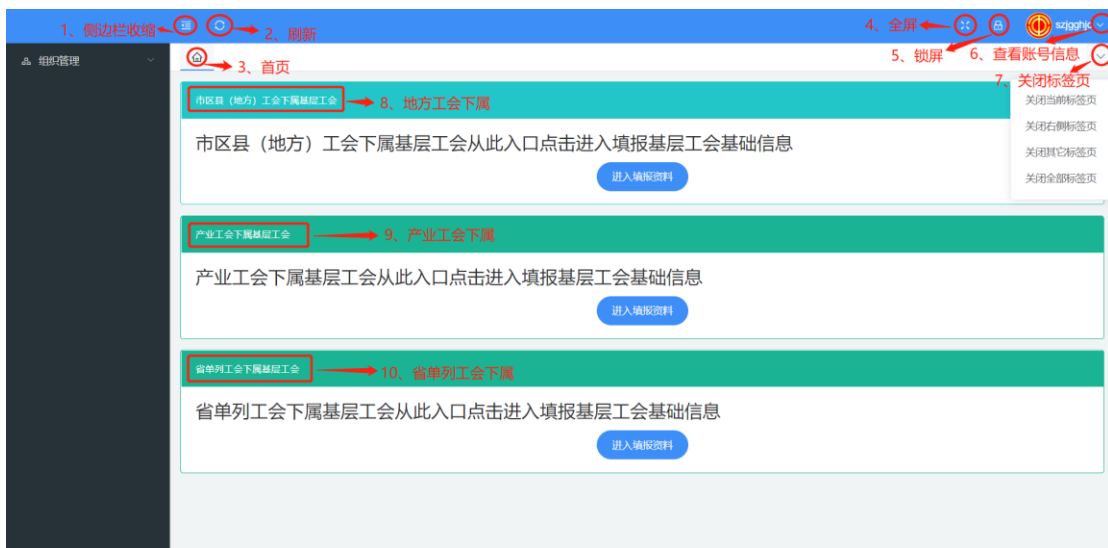 1、侧边栏收缩
2、刷新
4、全屏
szjgghjc
组织管理
3、首页
5、锁屏
6、查看账号信息
7、关闭标签页
市区县（地方）工会下属基层工会
8、地方工会下属
关闭当前标签页
关闭右侧标签页
关闭其它标签页
关闭全部标签页
市区县（地方）工会下属基层工会从此入口点击进入填报基层工会基础信息
进入填报资料
产业工会下属基层工会
9、产业工会下属
产业工会下属基层工会从此入口点击进入填报基层工会基础信息
进入填报资料
省单列工会下属基层工会
10、省单列工会下属
省单列工会下属基层工会从此入口点击进入填报基层工会基础信息
进入填报资料